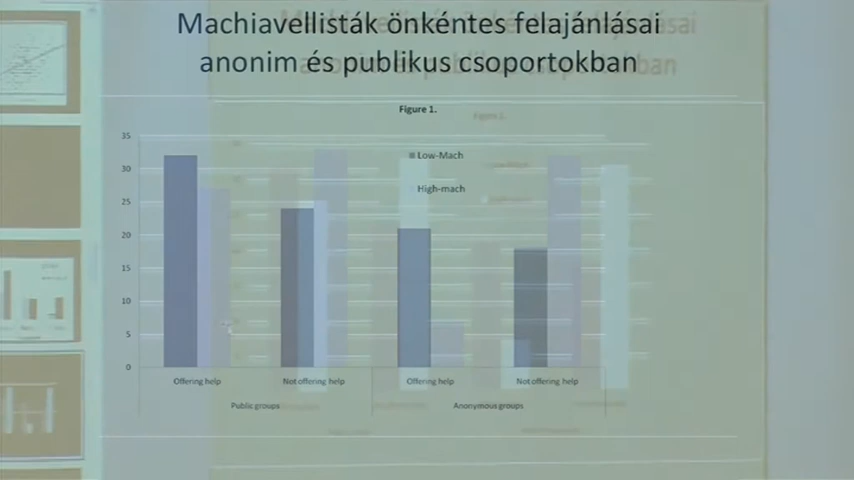 Machiavellisták önkéntes felajánlásai
anonim és publikus csoportokban
Figure 1.
35
30
25
20
15
10
5
0
Low-Mach
High-mach
Offering help
Not offering help
Offering help
Not offering help
Public groups
Anonymous groups